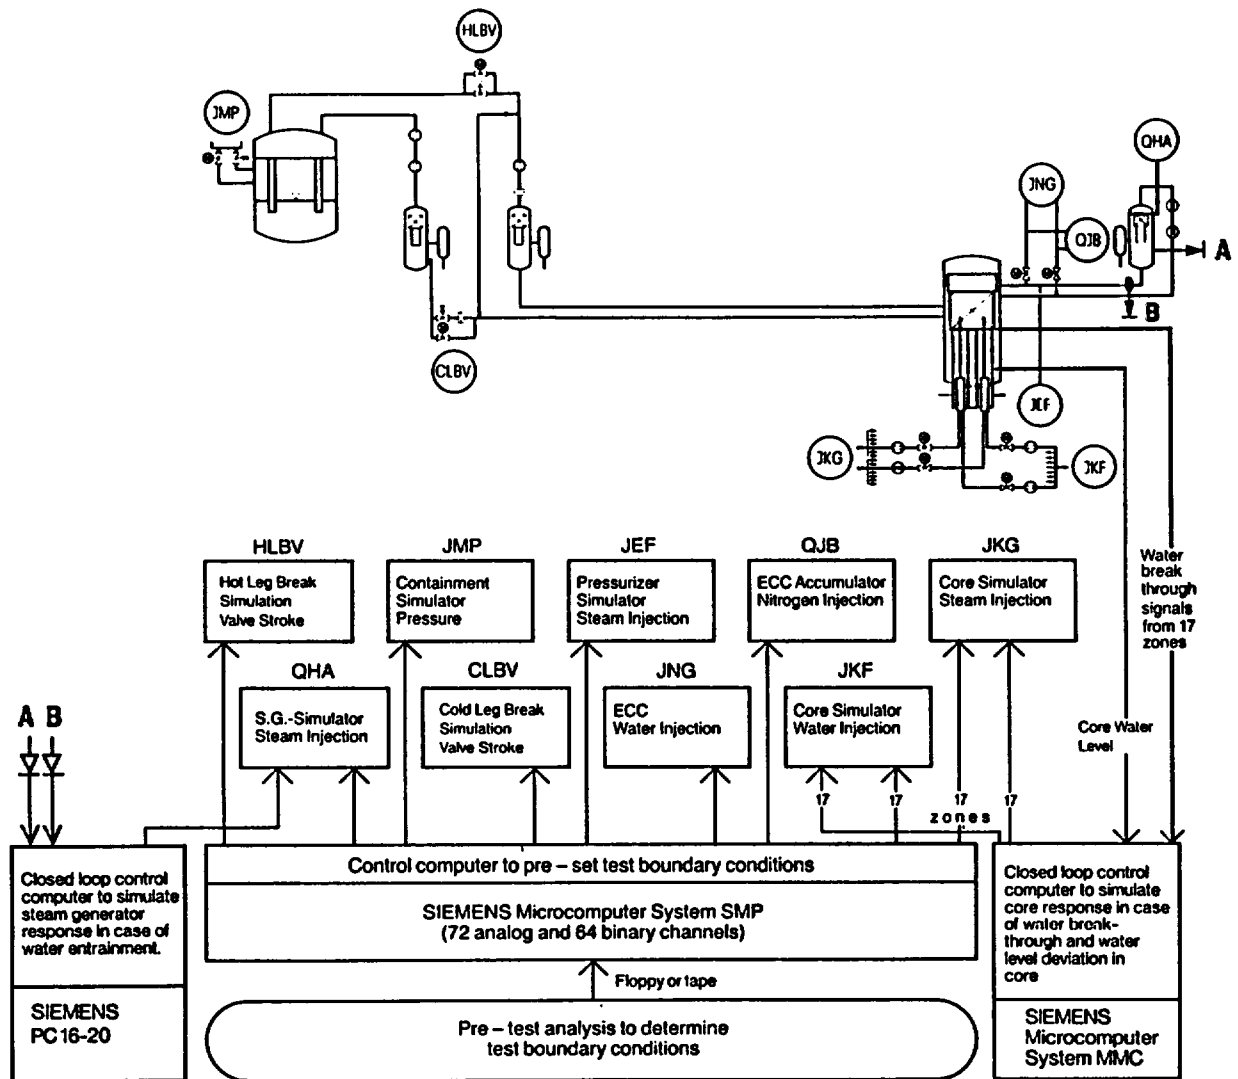 HLBV
JMP
QHA
JNG
QJB
A
B
CLBV
JEF
JKG
JKF
HLBV
JMP
JEF
QJB
JKG
Hot Leg Break
Simulation
Valve Stroke
Containment
Simulator
Pressure
Pressurizer
Simulator
Steam Injection
ECC Accumulator
Nitrogen Injection
Core Simulator
Steam Injection
Water
break
through
signals
from 17
zones
QHA
CLBV
JNG
JKF
S.G.-Simulator
Steam Injection
Cold Leg Break
Simulation
Valve Stroke
ECC
Water Injection
Core Simulator
Water Injection
Core Water
Level
A B
17 17 17 17
zones
Closed loop control
computer to simulate
steam generator
response in case of
water entrainment.
SIEMENS
PC 16-20
Control computer to pre – set test boundary conditions
SIEMENS Microcomputer System SMP
(72 analog and 64 binary channels)
Floppy or tape
Pre – test analysis to determine
test boundary conditions
Closed loop control
computer to simulate
core response in case
of water break-
through and water
level deviation in
core
SIEMENS
Microcomputer
System MMC